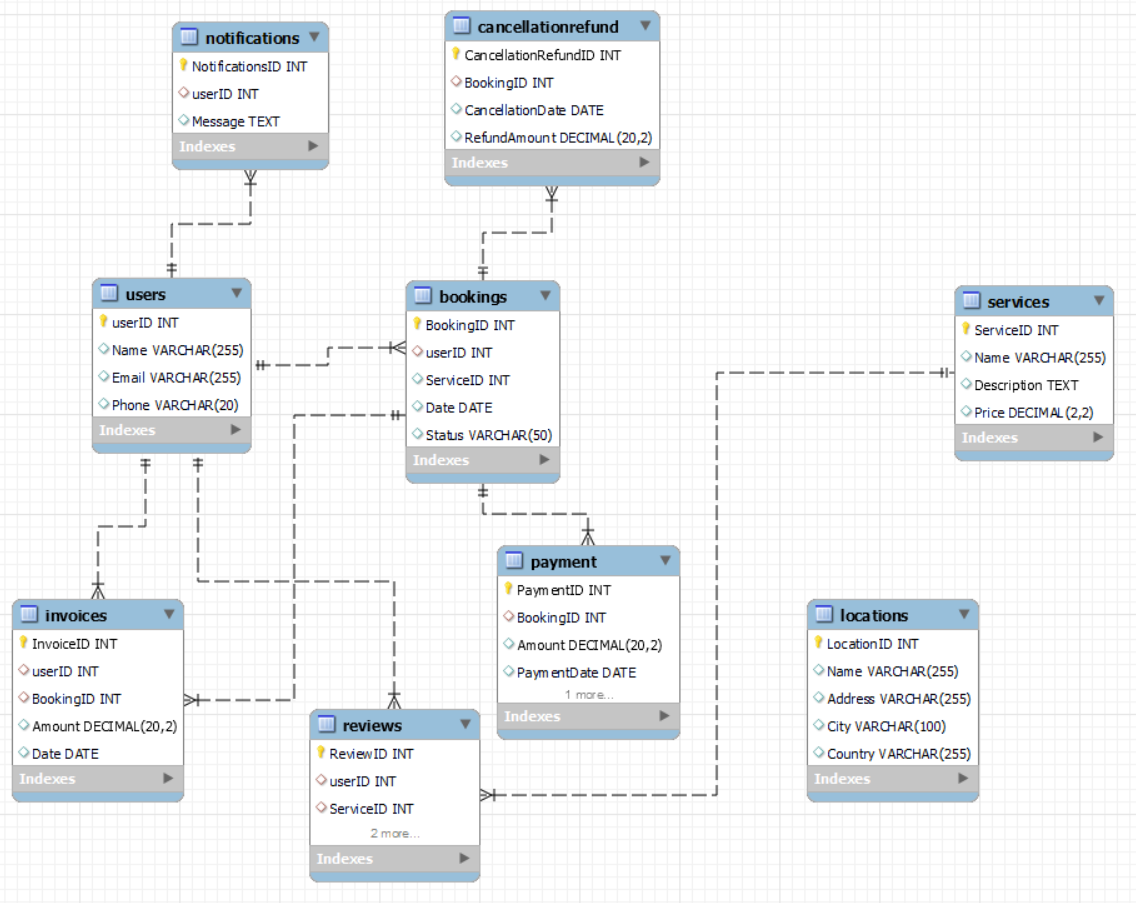 notifications
NotificationsID INT
userID INT
Message TEXT
Indexes
cancellationrefund
CancellationRefundID INT
BookingID INT
CancellationDate DATE
RefundAmount DECIMAL(20,2)
Indexes
users
userID INT
Name VARCHAR(255)
Email VARCHAR(255)
Phone VARCHAR(20)
Indexes
bookings
BookingID INT
userID INT
ServiceID INT
Date DATE
Status VARCHAR(50)
Indexes
services
ServiceID INT
Name VARCHAR(255)
Description TEXT
Price DECIMAL(2,2)
Indexes
invoices
InvoiceID INT
userID INT
BookingID INT
Amount DECIMAL(20,2)
Date DATE
Indexes
reviews
ReviewID INT
userID INT
ServiceID INT
2 more...
Indexes
payment
PaymentID INT
BookingID INT
Amount DECIMAL(20,2)
PaymentDate DATE
1 more...
Indexes
locations
LocationID INT
Name VARCHAR(255)
Address VARCHAR(255)
City VARCHAR(100)
Country VARCHAR(255)
Indexes